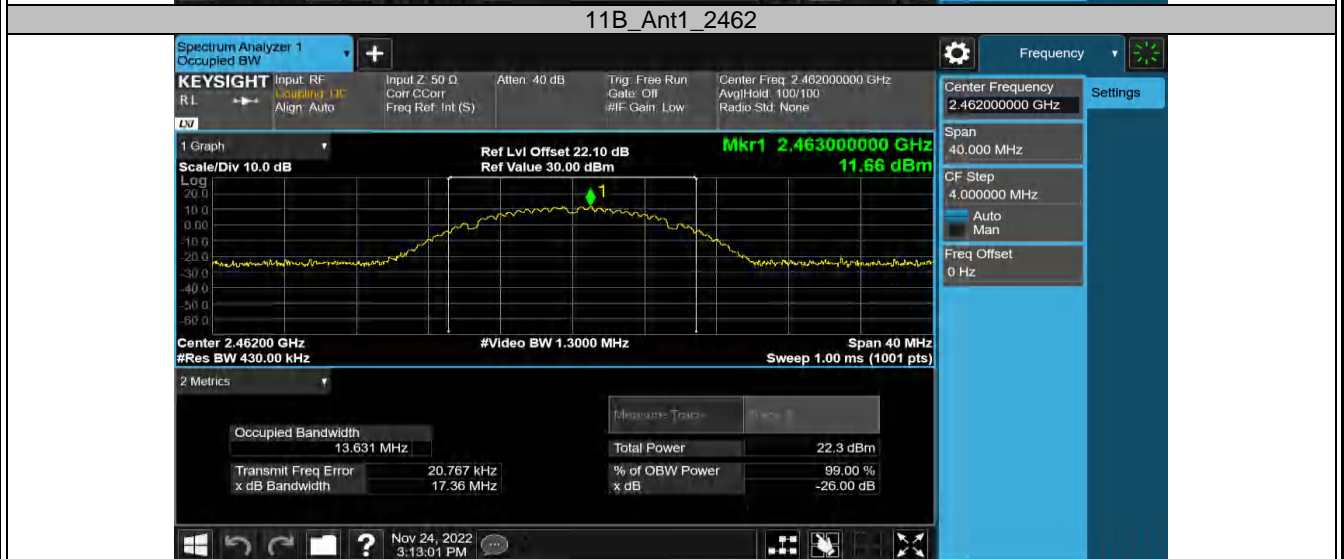 11B_Ant1_2462
Spectrum Analyzer 1
Occupied BW
+
Frequency
KEYSIGHT
Input: RF
Input Z: 50 Ω
Atten: 40 dB
Trig: Free Run
Center Freq: 2.462000000 GHz
RL
Coupling: DC
Corr CCorr
Gate: Off
Avg|Hold: 100/100
Align: Auto
Freq Ref: Int (S)
#IF Gain: Low
Radio Std: None
LXI
Center Frequency
2.462000000 GHz
Settings
Span
40.000 MHz
CF Step
4.000000 MHz
Auto
Man
Freq Offset
0 Hz
1 Graph
Ref Lvl Offset 22.10 dB
Mkr1 2.463000000 GHz
Scale/Div 10.0 dB
Ref Value 30.00 dBm
11.66 dBm
Log
1
20.0
10.0
0.00
-10.0
-20.0
-30.0
-40.0
-50.0
-60.0
Center 2.46200 GHz
#Video BW 1.3000 MHz
Span 40 MHz
#Res BW 430.00 kHz
Sweep 1.00 ms (1001 pts)
2 Metrics
Measure Trace
Trace 1
Occupied Bandwidth
13.631 MHz
Total Power
22.3 dBm
Transmit Freq Error
20.767 kHz
% of OBW Power
99.00 %
x dB Bandwidth
17.36 MHz
x dB
-26.00 dB
?
Nov 24, 2022
3:13:01 PM